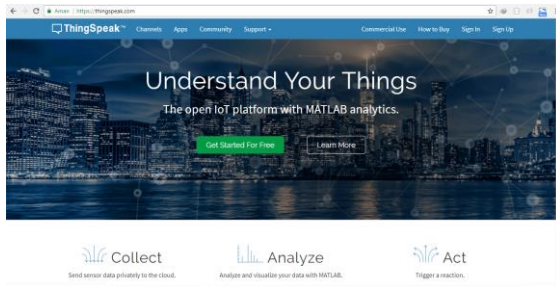 Aman | https://thingspeak.com
ThingSpeak™ Channels Apps Community Support Commercial Use How to Buy Sign In Sign Up
Understand Your Things
The open IoT platform with MATLAB analytics.
Get Started For Free Learn More
Collect Analyze Act
Send sensor data privately to the cloud. Analyze and visualize your data with MATLAB. Trigger a reaction.